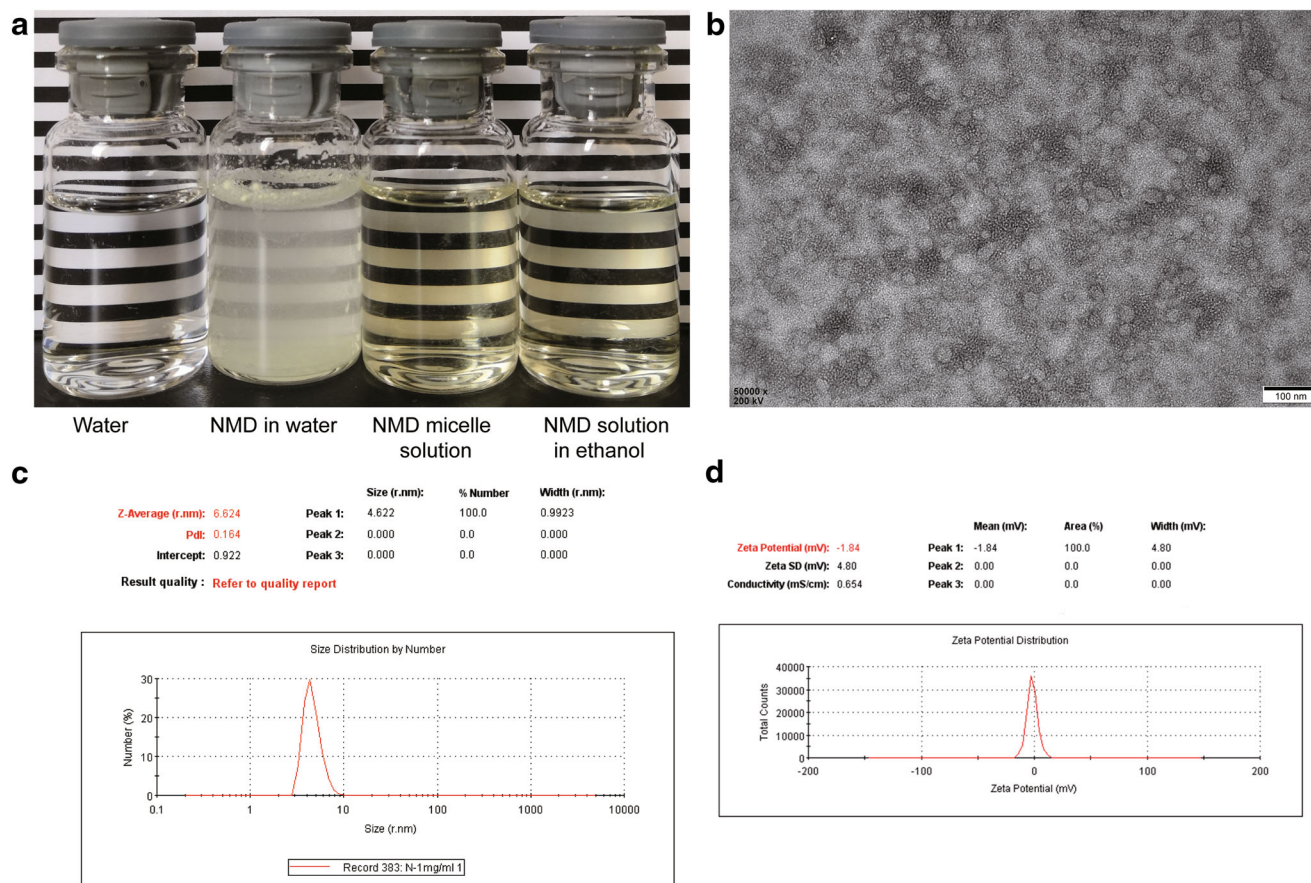 a
b
Water
NMD in water
NMD micelle
solution
NMD solution
in ethanol
50000 x
200 kV
100 nm
c
Size (r.nm): % Number Width (r.nm):
Z-Average (r.nm): 6.624 Peak 1: 4.622 100.0 0.9923
PdI: 0.164 Peak 2: 0.000 0.0 0.000
Intercept: 0.922 Peak 3: 0.000 0.0 0.000
Result quality : Refer to quality report
Size Distribution by Number
Number (%)
30
20
10
0
0.1 1 10 100 1000 10000
Size (r.nm)
Record 383: N-1mg/ml 1
d
Mean (mV): Area (%) Width (mV):
Zeta Potential (mV): -1.84 Peak 1: -1.84 100.0 4.80
Zeta SD (mV): 4.80 Peak 2: 0.00 0.0 0.00
Conductivity (mS/cm): 0.654 Peak 3: 0.00 0.0 0.00
Zeta Potential Distribution
Total Counts
40000
30000
20000
10000
0
-200 -100 0 100 200
Zeta Potential (mV)